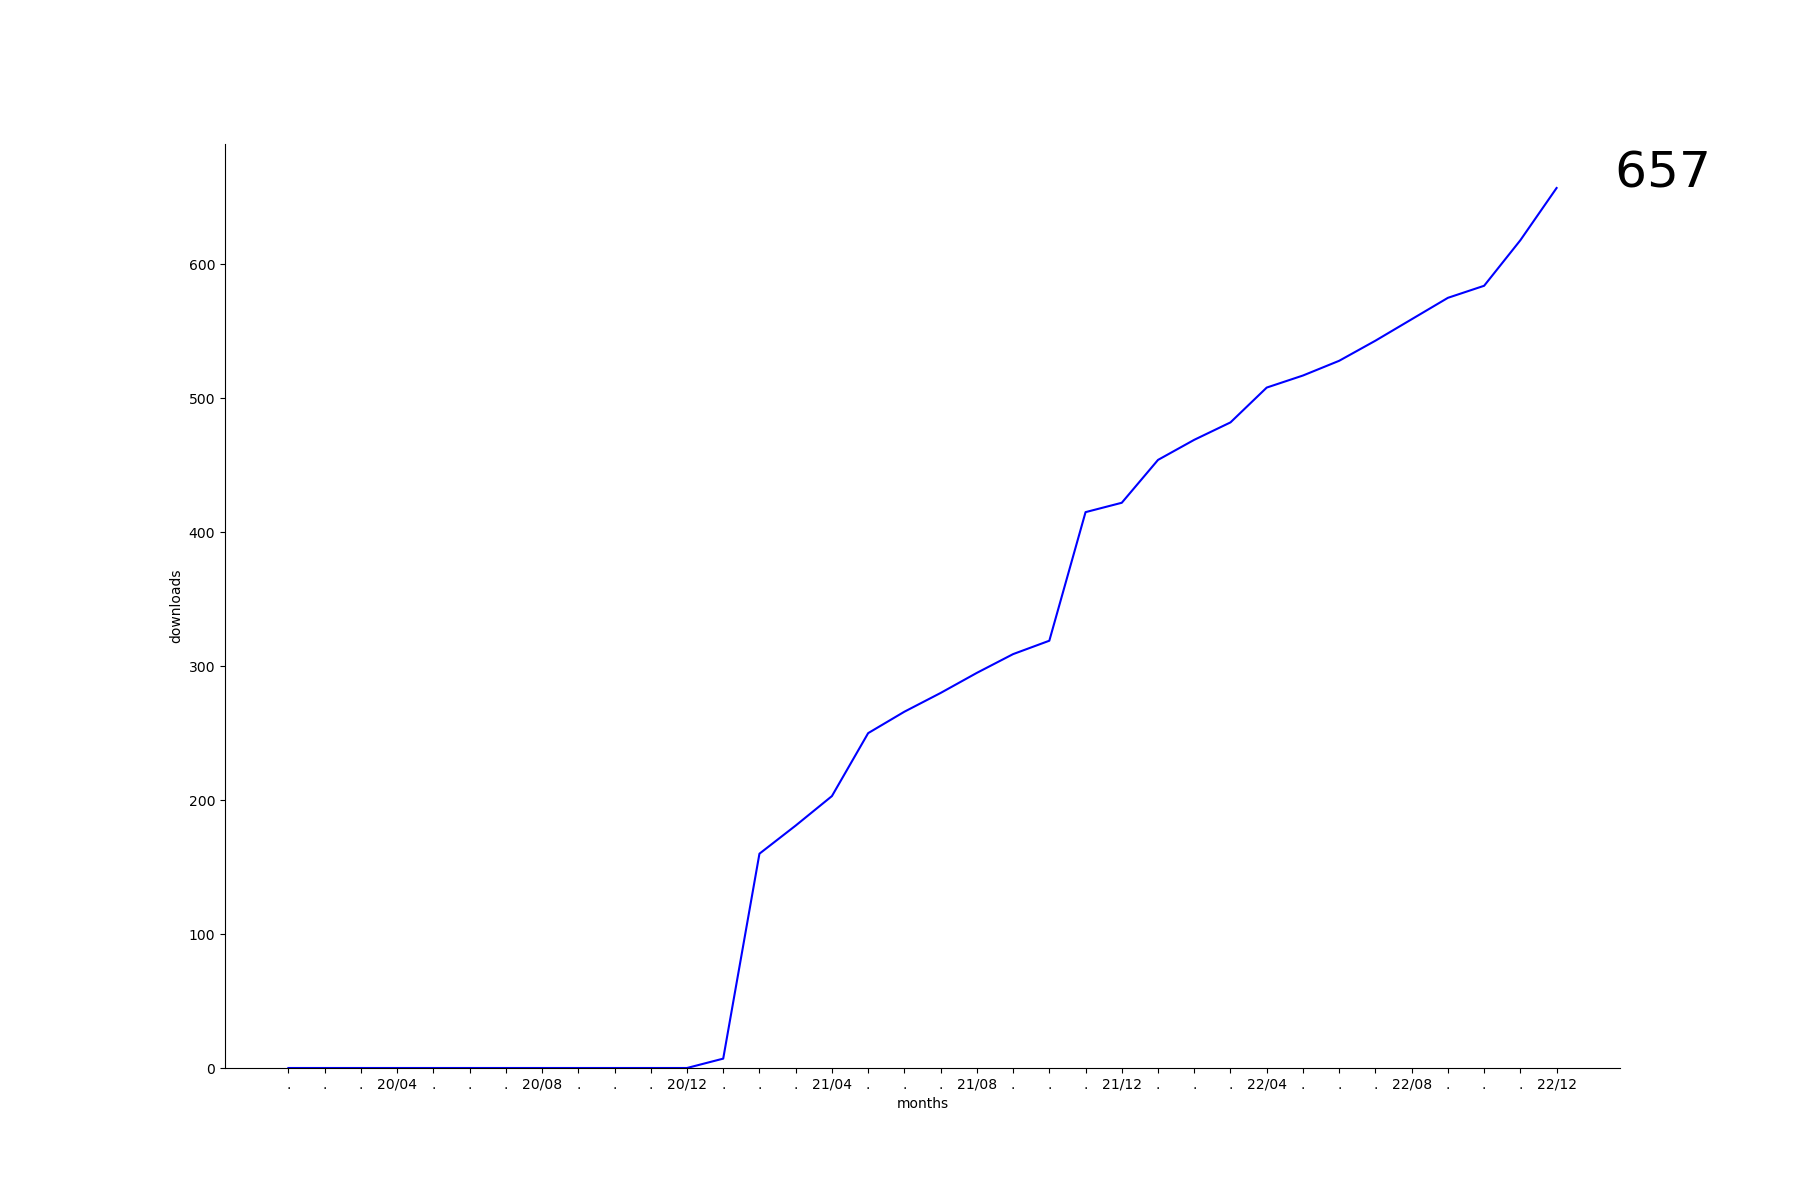 657
600
500
400
300
200
100
0
downloads
. . . 20/04 . . . 20/08 . . . 20/12 . . . 21/04 . . . 21/08 . . . 21/12 . . . 22/04 . . . 22/08 . . . 22/12
months